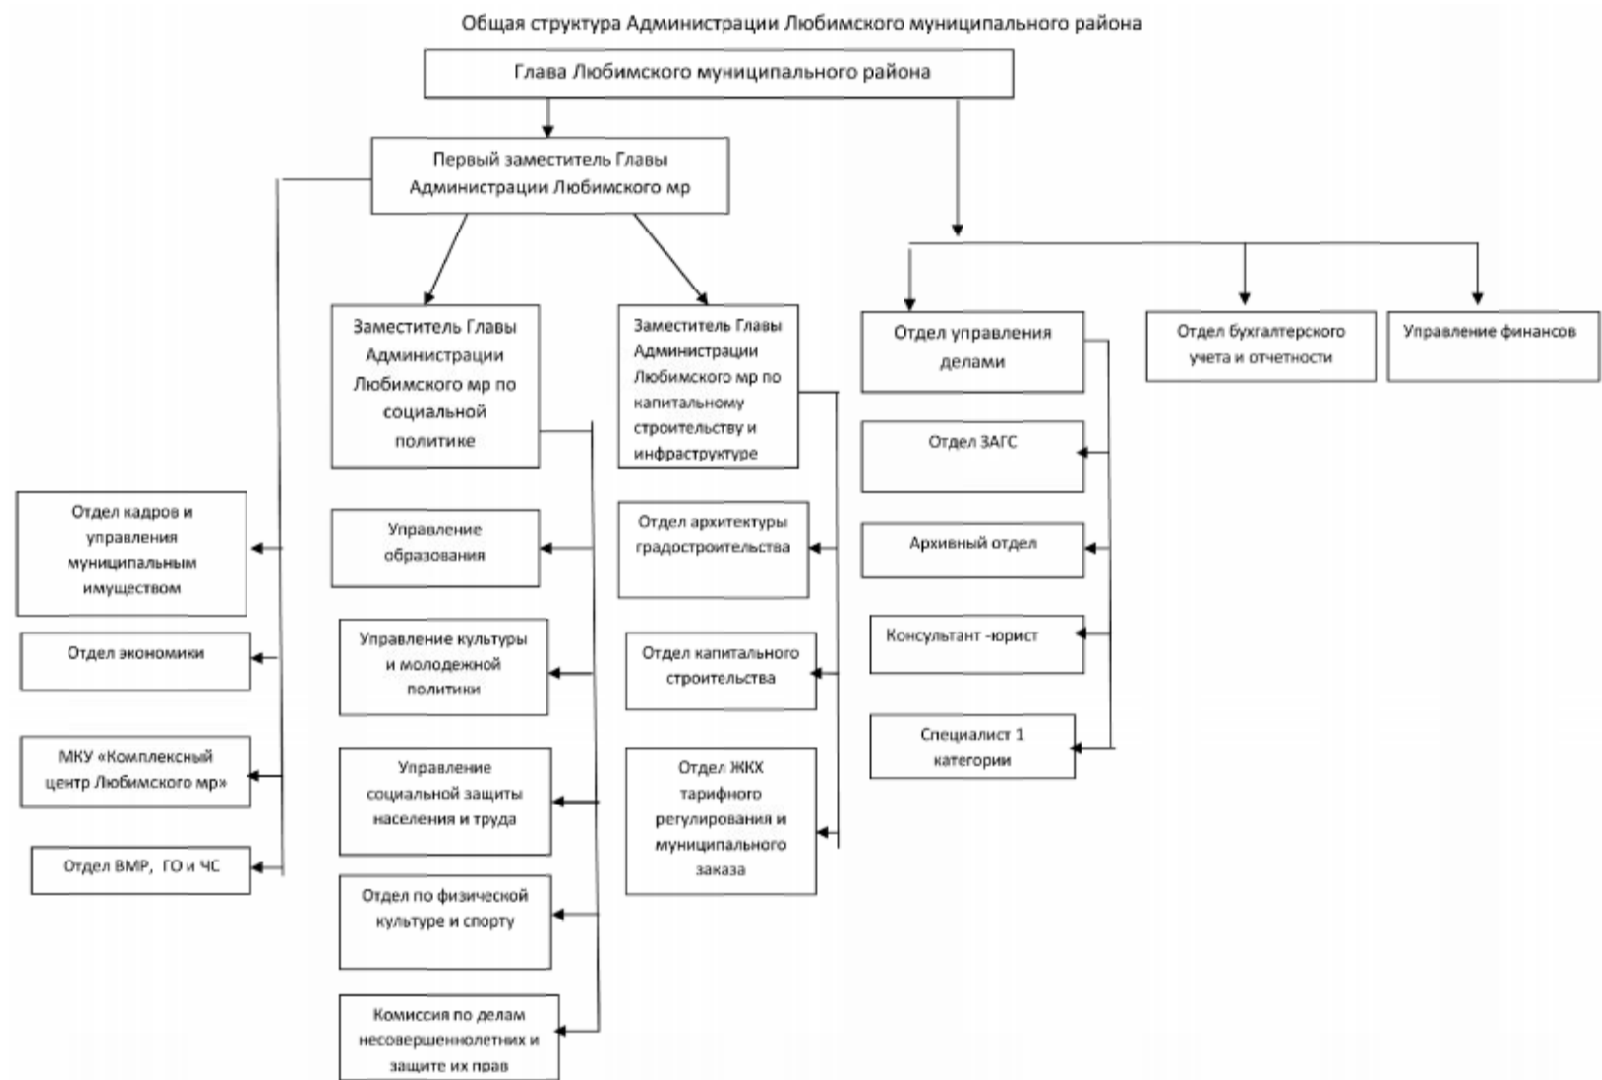 Общая структура Администрации Любимского муниципального района
Глава Любимского муниципального района
Первый заместитель Главы
Администрации Любимского мр
Заместитель Главы
Администрации
Любимского мр по
социальной
политике
Заместитель Главы
Администрации
Любимского мр по
капитальному
строительству и
инфраструктуре
Отдел управления
делами
Отдел бухгалтерского
учета и отчетности
Управление финансов
Отдел кадров и
управления
муниципальным
имуществом
Отдел экономики
МКУ «Комплексный
центр Любимского мр»
Отдел ВМР, ГО и ЧС
Управление
образования
Управление культуры
и молодежной
политики
Управление
социальной защиты
населения и труда
Отдел по физической
культуре и спорту
Комиссия по делам
несовершеннолетних и
защите их прав
Отдел архитектуры
градостроительства
Отдел капитального
строительства
Отдел ЖКХ
тарифного
регулирования и
муниципального
заказа
Отдел ЗАГС
Архивный отдел
Консультант -юрист
Специалист 1
категории